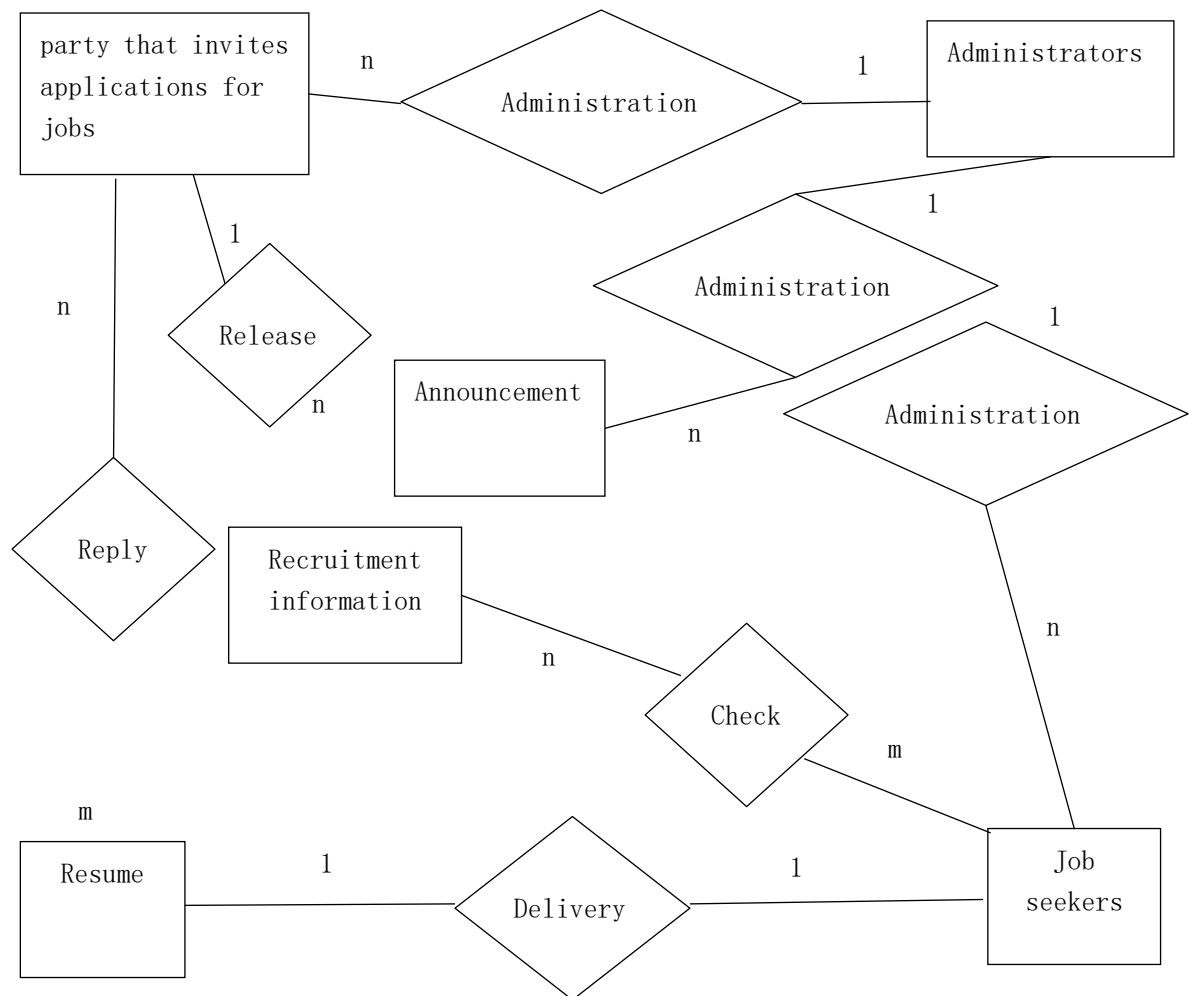 party that invites
applications for
jobs
n
Administration
1
Administrators
1
1
Administration
n
Release
1
Administration
n
Announcement
n
Reply
Recruitment
information
n
n
Check
m
m
Resume
1
Delivery
1
Job
seekers